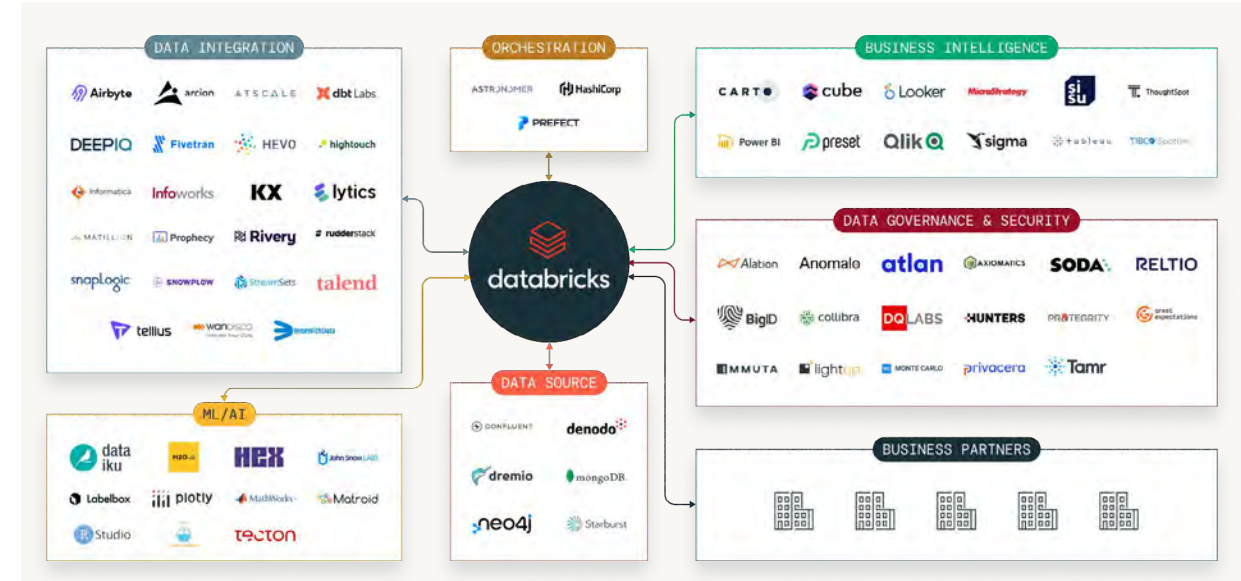 DATA INTEGRATION
Airbyte arcion ATSCALE dbt Labs
DEEPIQ Fivetran HEVO hightouch
Informatica Infoworks KX lytics
MATILLION Prophecy Rivery rudderstack
snapLogic SNOWPLOW StreamSets talend
tellius WANdisco
ORCHESTRATION
ASTRONOMER HashiCorp
PREFECT
BUSINESS INTELLIGENCE
CARTO cube Looker MicroStrategy sisu ThoughtSpot
Power BI preset Qlik sigma tableau TIBCO Spotfire
databricks
DATA GOVERNANCE & SECURITY
Alation Anomalo atlan AXIOMATICS SODA RELTIO
BigID collibra DQLABS HUNTERS PROTEGRITY great expectations
IMMUTA lightup MONTE CARLO privacera Tamr
ML/AI
data iku H2O.ai HEX John Snow LABS
Labelbox plotly MathWorks Matroid
R Studio TECTON
DATA SOURCE
CONFLUENT denodo
dremio mongoDB
neo4j Starburst
BUSINESS PARTNERS